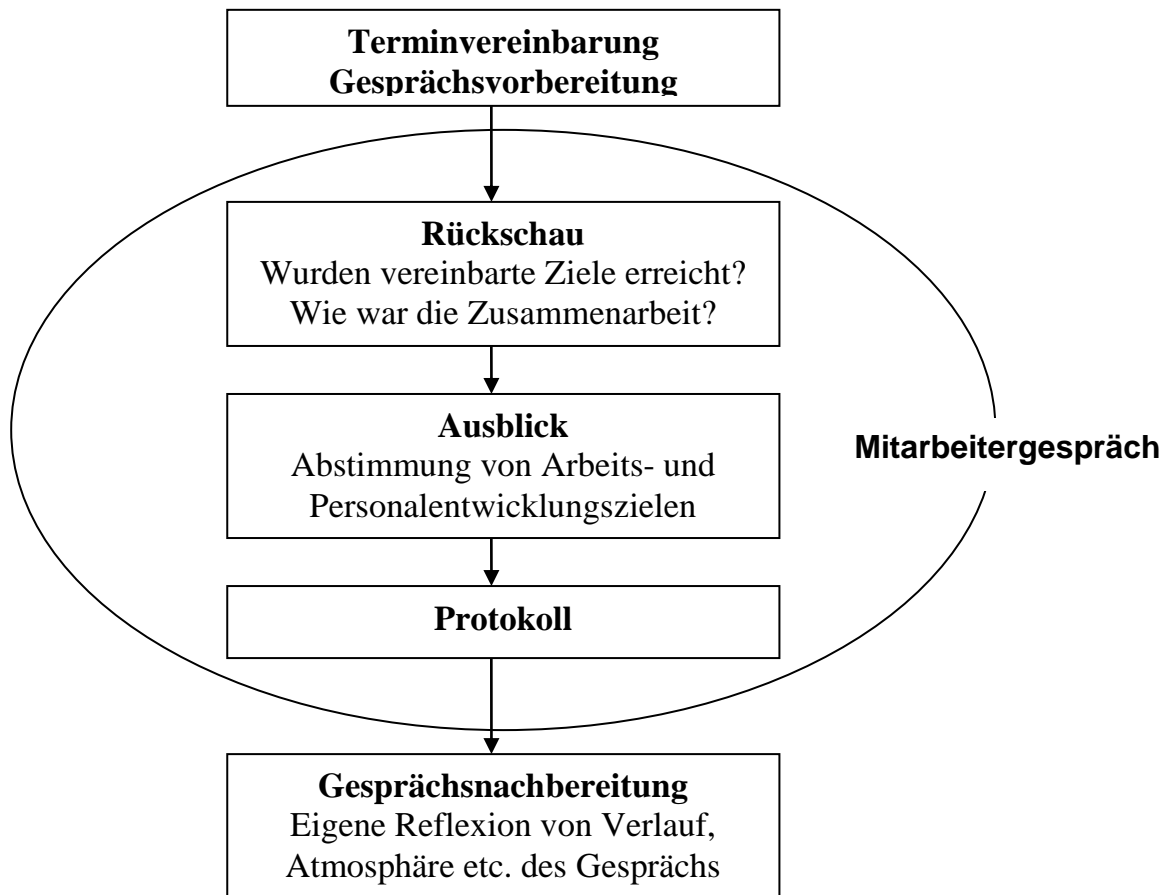 Terminvereinbarung
Gesprächsvorbereitung
Rückschau
Wurden vereinbarte Ziele erreicht?
Wie war die Zusammenarbeit?
Ausblick
Abstimmung von Arbeits- und
Personalentwicklungszielen
Mitarbeitergespräch
Protokoll
Gesprächsnachbereitung
Eigene Reflexion von Verlauf,
Atmosphäre etc. des Gesprächs